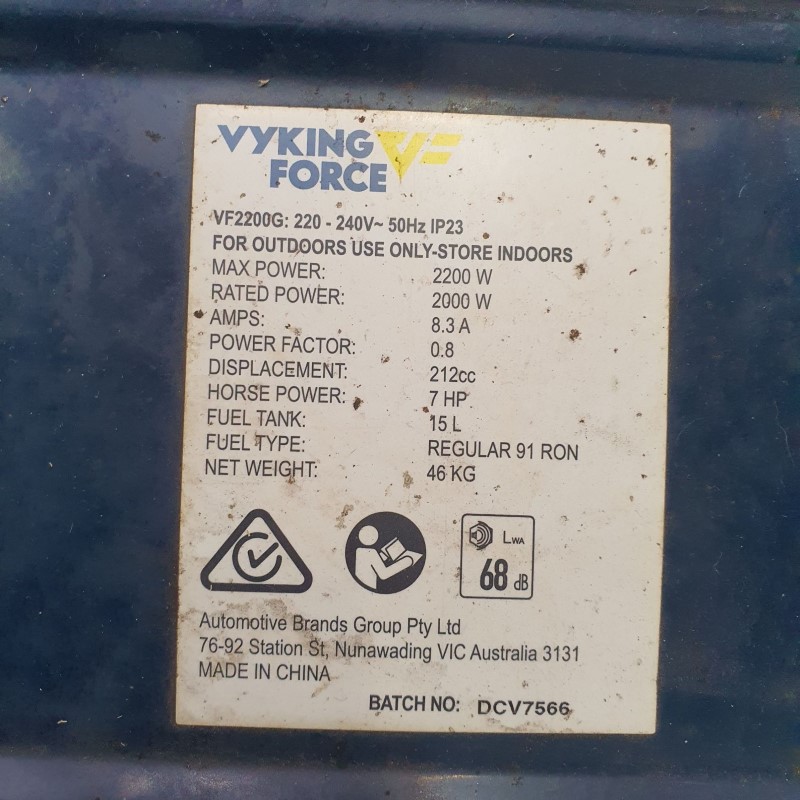 VYKING
FORCE
VF2200G: 220 - 240V~ 50Hz IP23
FOR OUTDOORS USE ONLY-STORE INDOORS
MAX POWER: 2200 W
RATED POWER: 2000 W
AMPS: 8.3 A
POWER FACTOR: 0.8
DISPLACEMENT: 212cc
HORSE POWER: 7 HP
FUEL TANK: 15 L
FUEL TYPE: REGULAR 91 RON
NET WEIGHT: 46 KG
LWA
68 dB
Automotive Brands Group Pty Ltd
76-92 Station St, Nunawading VIC Australia 3131
MADE IN CHINA
BATCH NO: DCV7566